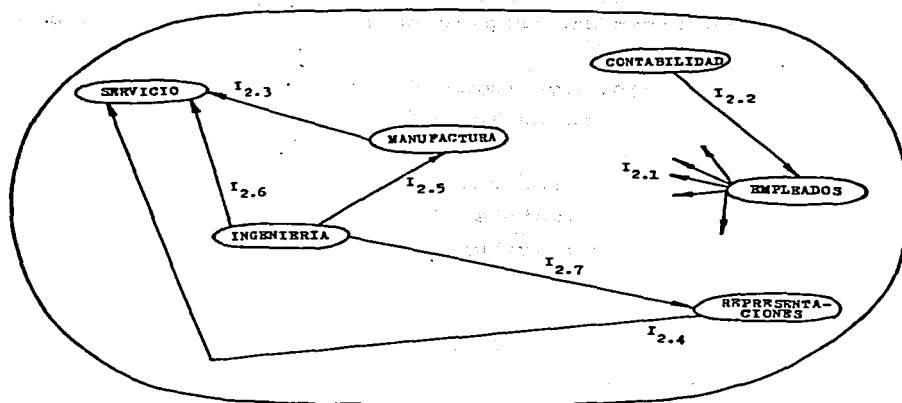 CONTABILIDAD
SERVICIO
I2.3
I2.2
MANUFACTURA
I2.1
I2.5
EMPLEADOS
I2.6
INGENIERIA
I2.7
REPRESENTA-
CIONES
I2.4